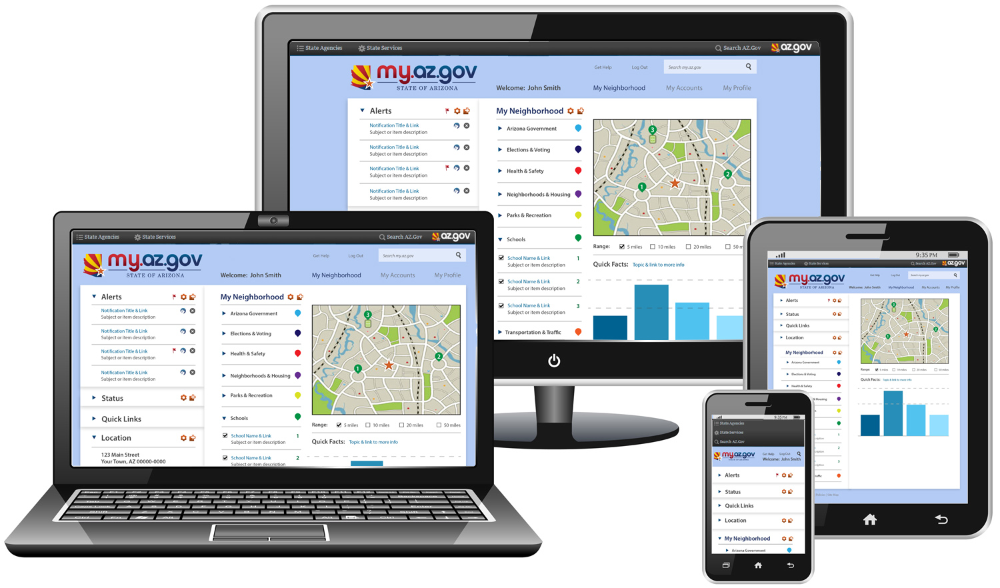 State Agencies State Services Search AZ.Gov az.gov
my.az.gov
STATE OF ARIZONA
Get Help Log Out Search my.az.gov
Welcome: John Smith My Neighborhood My Accounts My Profile
Alerts
Notification Title & Link
Subject or item description
Notification Title & Link
Subject or item description
Notification Title & Link
Subject or item description
Notification Title & Link
Subject or item description
My Neighborhood
Arizona Government
Elections & Voting
Health & Safety
Neighborhoods & Housing
Parks & Recreation
Schools
School Name & Link 1
Subject or item description
School Name & Link 2
Subject or item description
School Name & Link 3
Subject or item description
Transportation & Traffic
3
2
1
Range: 5 miles 10 miles 20 miles 50 m
Quick Facts: Topic & link to more info
State Agencies State Services Search AZ.Gov az.gov
my.az.gov
STATE OF ARIZONA
Get Help Log Out Search my.az.gov
Welcome: John Smith My Neighborhood My Accounts My Profile
Alerts
Notification Title & Link
Subject or item description
Notification Title & Link
Subject or item description
Notification Title & Link
Subject or item description
Notification Title & Link
Subject or item description
Status
Quick Links
Location
123 Main Street
Your Town, AZ 00000-0000
My Neighborhood
Arizona Government
Elections & Voting
Health & Safety
Neighborhoods & Housing
Parks & Recreation
Schools
School Name & Link 1
Subject or item description
School Name & Link 2
Subject or item description
3
2
1
Range: 5 miles 10 miles 20 miles 50 miles
Quick Facts: Topic & link to more info
9:35 PM
State Agencies State Services Search AZ.Gov az.gov
my.az.gov
STATE OF ARIZONA
Get Help Log Out Search my.az.gov
Welcome: John Smith My Neighborhood My Accounts My Profile
Alerts
Status
Quick Links
Location
My Neighborhood
Arizona Government
Elections & Voting
Health & Safety
& Housing
1
2
3
affic
3
2
1
Range: 5 miles 10 miles 20 miles 50 miles
Quick Facts: Topic & link to more info
Policies | Site Map
9:35 PM
State Agencies
State Services
Search AZ.Gov
my.az.gov
STATE OF ARIZONA
Get Help Log Out
Welcome: John Smith
Alerts
Status
Quick Links
Location
My Neighborhood
Arizona Government